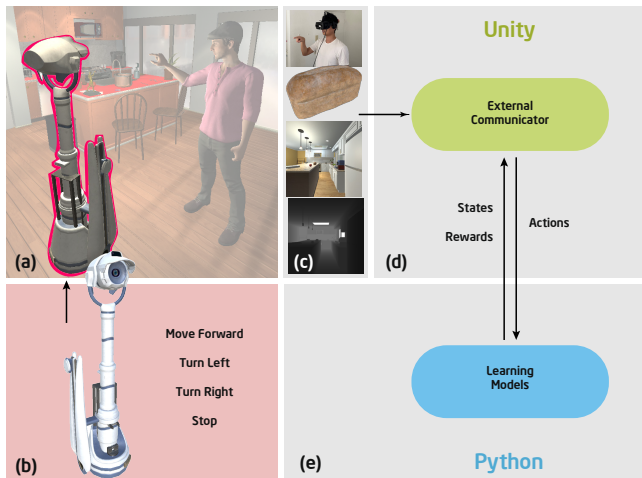 (a)
(b)
Move Forward
Turn Left
Turn Right
Stop
(c)
Unity
External
Communicator
States
Rewards
Actions
(d)
Learning
Models
(e)
Python